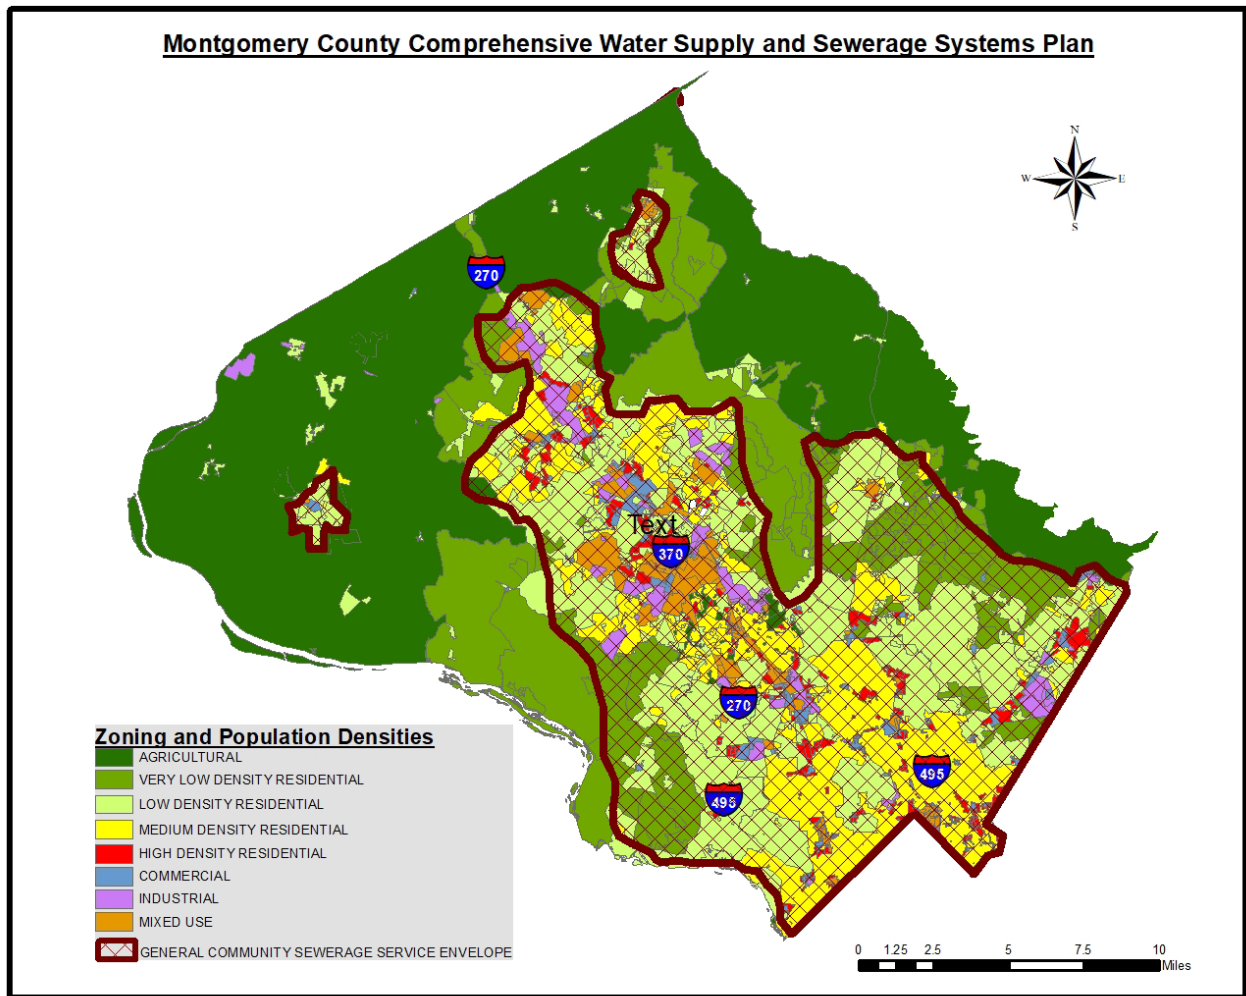 Montgomery County Comprehensive Water Supply and Sewerage Systems Plan
N
W E
S
270
Text
370
270
495
495
Zoning and Population Densities
AGRICULTURAL
VERY LOW DENSITY RESIDENTIAL
LOW DENSITY RESIDENTIAL
MEDIUM DENSITY RESIDENTIAL
HIGH DENSITY RESIDENTIAL
COMMERCIAL
INDUSTRIAL
MIXED USE
GENERAL COMMUNITY SEWERAGE SERVICE ENVELOPE
0 1.25 2.5 5 7.5 10
Miles